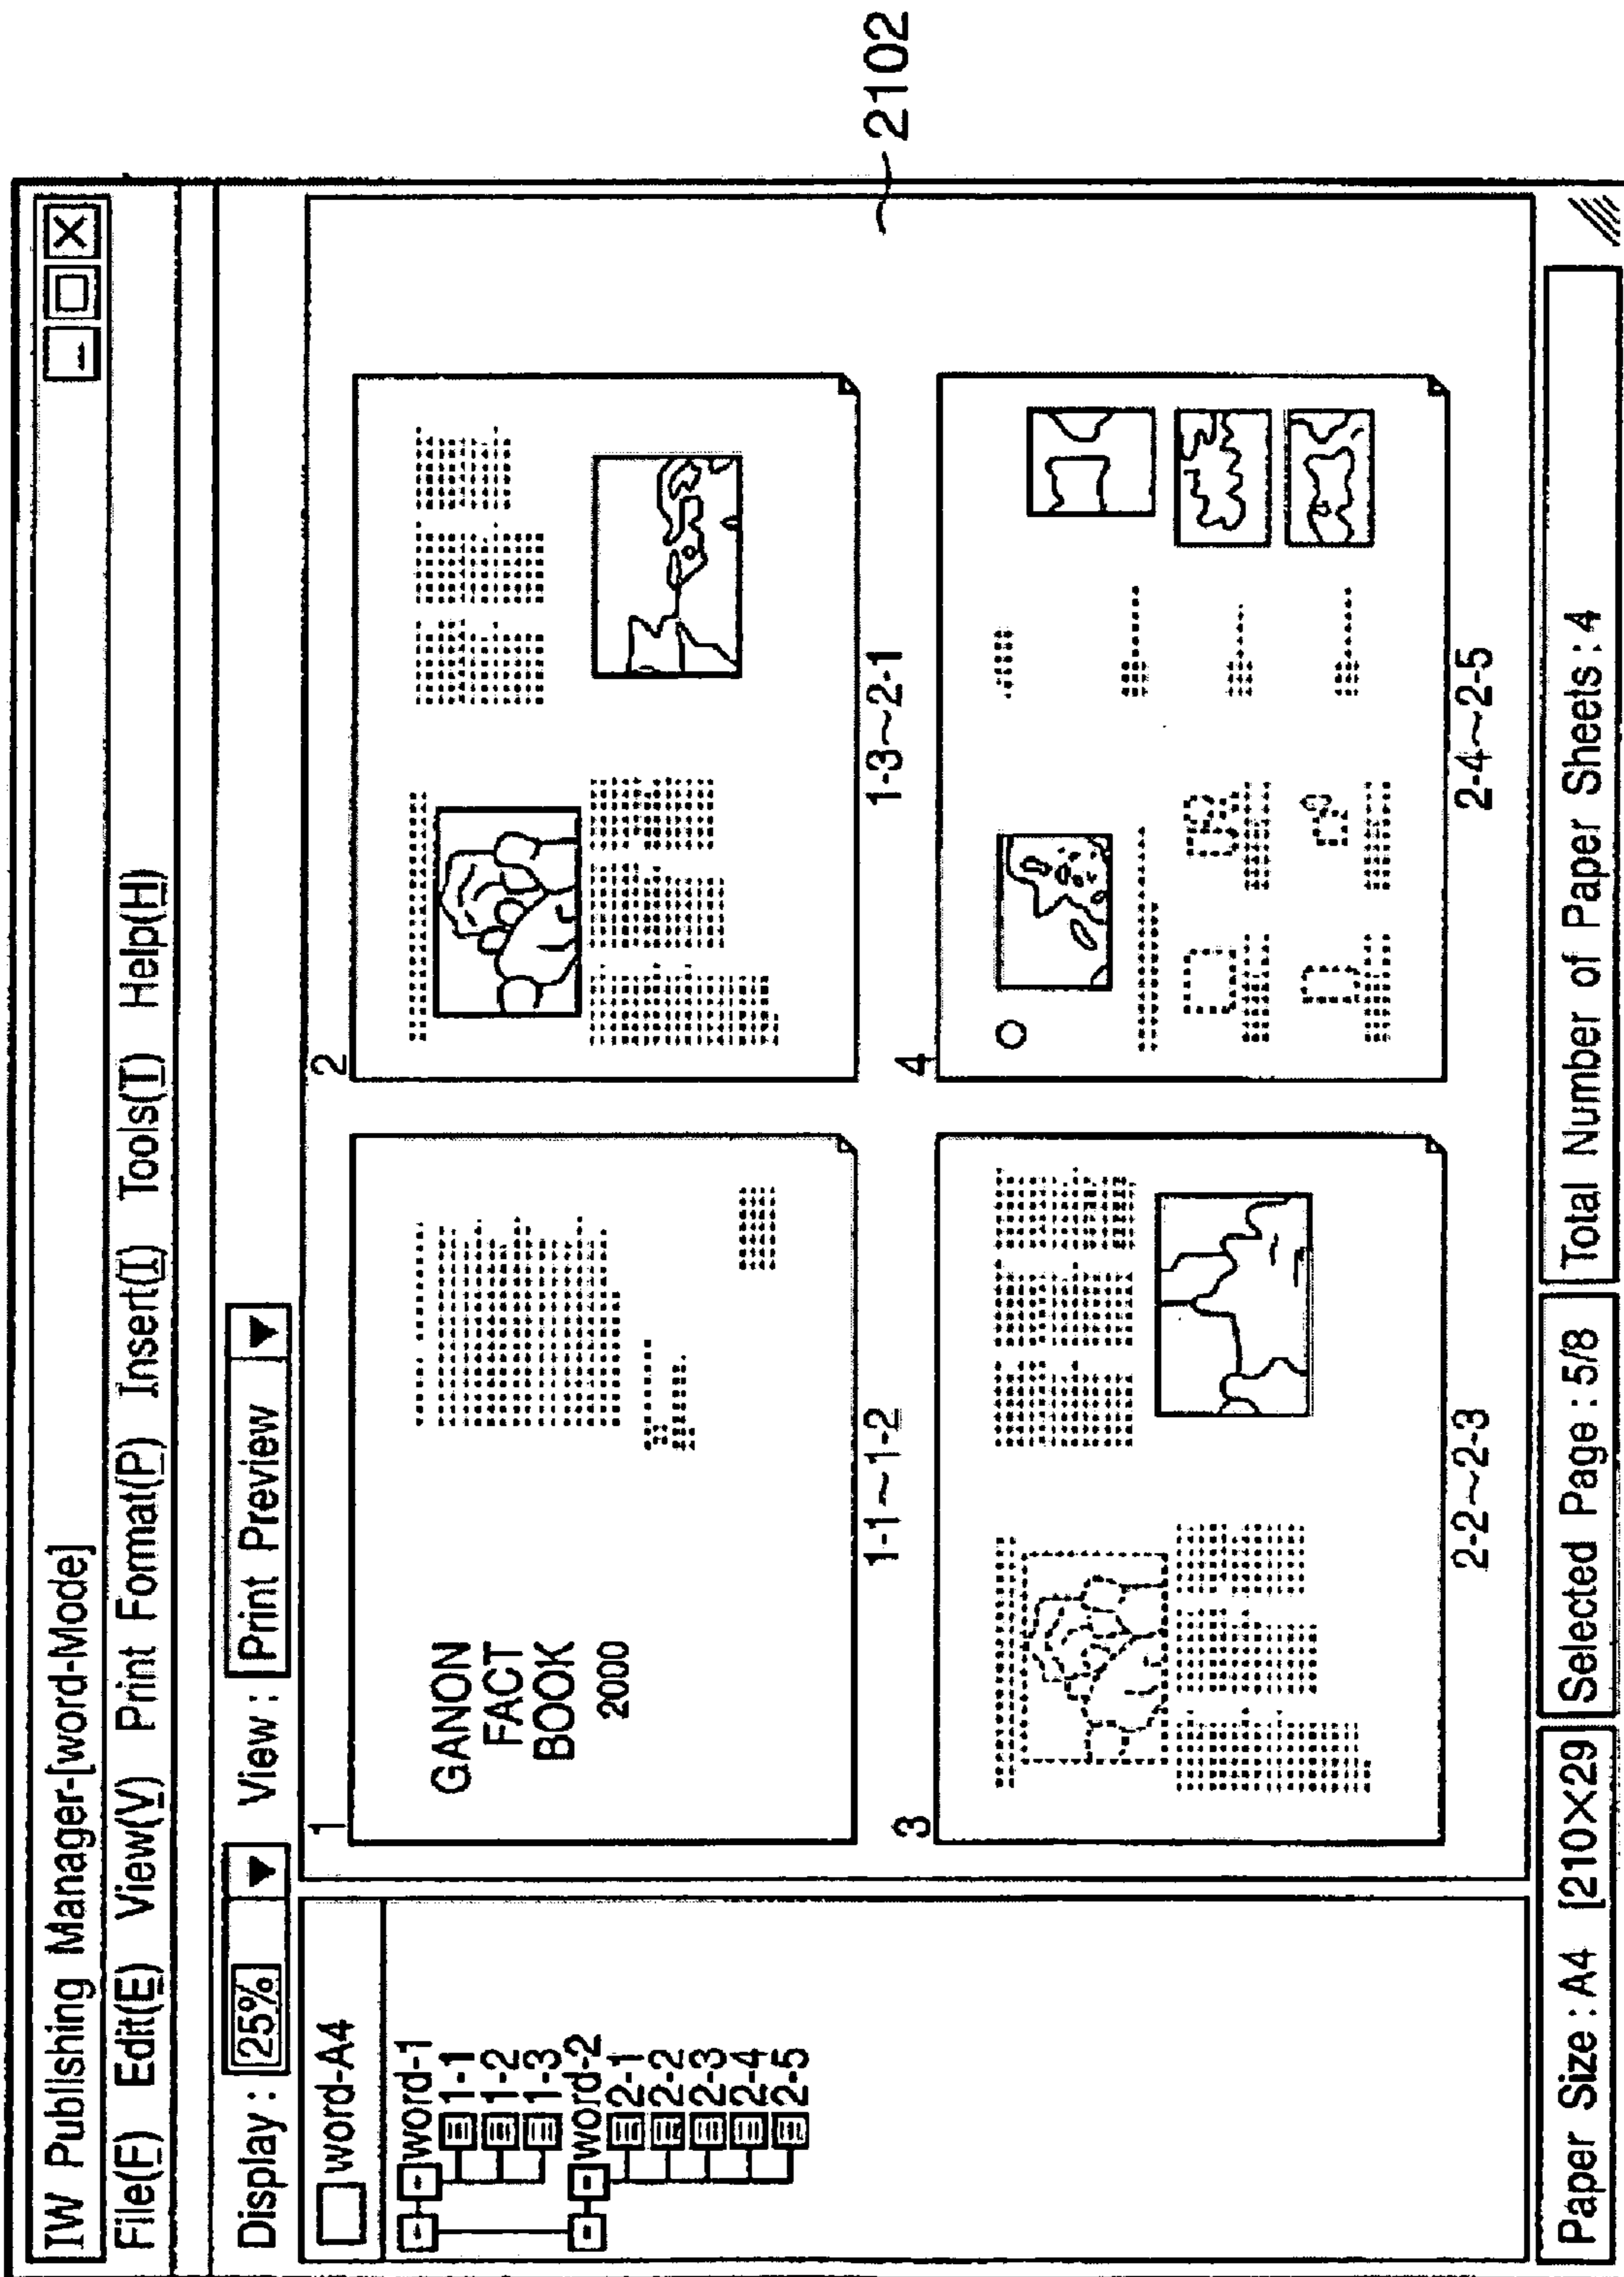 IW Publishing Manager-[word-Mode]
File(F) Edit(E) View(V) Print Format(P) Insert(I) Tools(T) Help(H)
Display : 25% View : Print Preview
word-A4
word-1
1-1
1-2
1-3
word-2
2-1
2-2
2-3
2-4
2-5
1
GANON
FACT
BOOK
2000
1-1~1-2
2
1-3~2-1
3
2-2~2-3
4
2-4~2-5
2102
Paper Size : A4 [210×29 Selected Page : 5/8 Total Number of Paper Sheets : 4